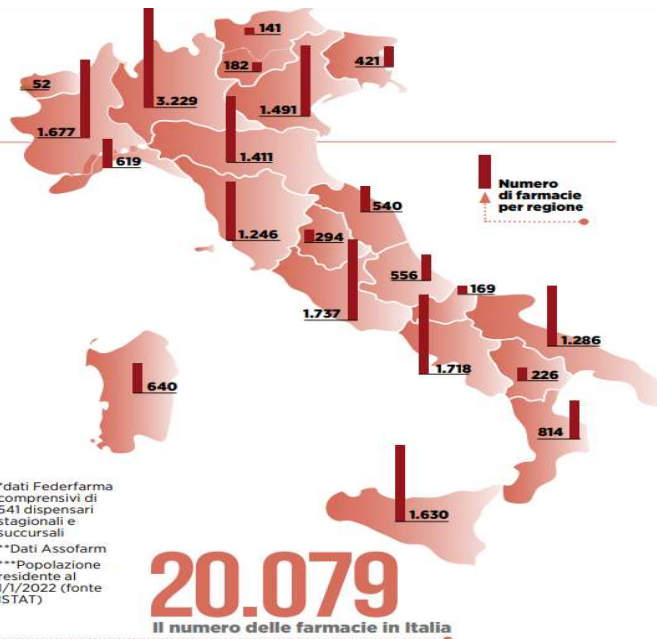 141
182
421
52
3.229
1.491
1.677
619
1.411
Numero
di farmacie
per regione
540
1.246
294
556
169
1.737
1.286
1.718
226
640
814
1.630
*dati Federfarma
comprensivi di
541 dispensari
stagionali e
succursali
**Dati Assofarm
***Popolazione
residente al
1/1/2022 (fonte
ISTAT)
20.079
Il numero delle farmacie in Italia